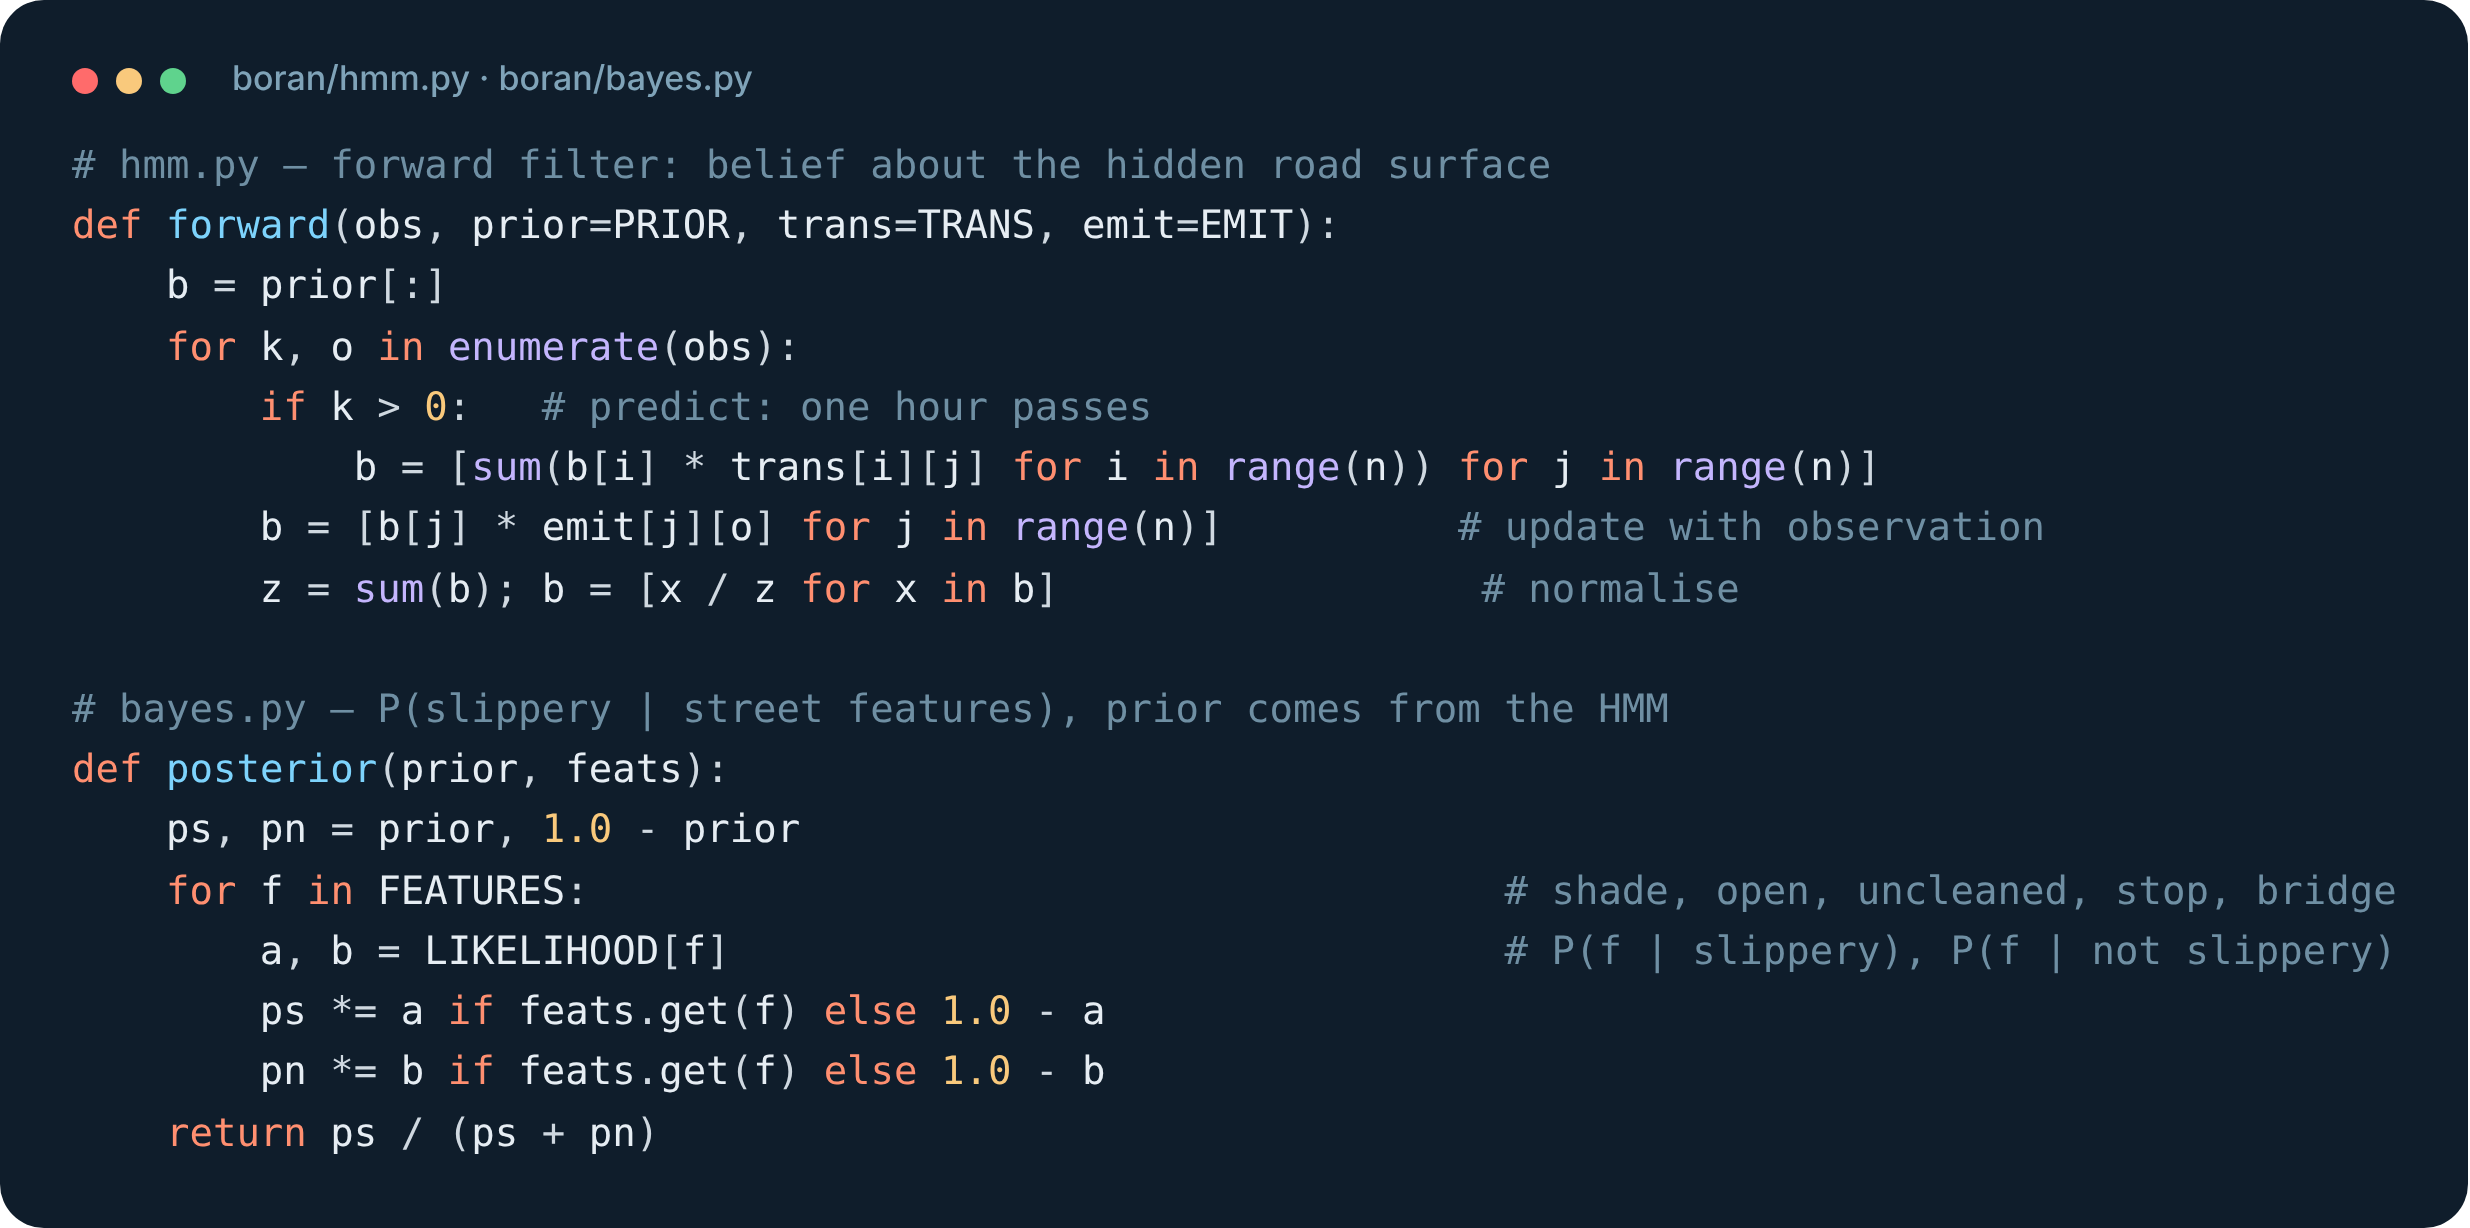 boran/hmm.py · boran/bayes.py
# hmm.py — forward filter: belief about the hidden road surface
def forward(obs, prior=PRIOR, trans=TRANS, emit=EMIT):
    b = prior[:]
    for k, o in enumerate(obs):
        if k > 0:   # predict: one hour passes
            b = [sum(b[i] * trans[i][j] for i in range(n)) for j in range(n)]
        b = [b[j] * emit[j][o] for j in range(n)]          # update with observation
        z = sum(b); b = [x / z for x in b]                  # normalise
# bayes.py — P(slippery | street features), prior comes from the HMM
def posterior(prior, feats):
    ps, pn = prior, 1.0 - prior
    for f in FEATURES:                                       # shade, open, uncleaned, stop, bridge
        a, b = LIKELIHOOD[f]                                 # P(f | slippery), P(f | not slippery)
        ps *= a if feats.get(f) else 1.0 - a
        pn *= b if feats.get(f) else 1.0 - b
    return ps / (ps + pn)